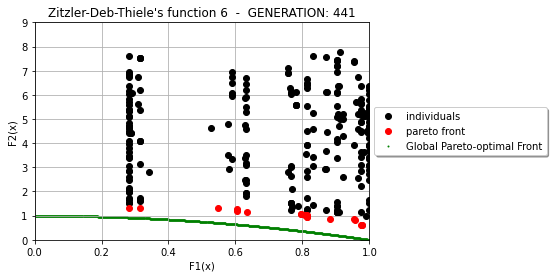 Zitzler-Deb-Thiele's function 6 - GENERATION: 441
9
8
7
6
5
4
3
2
1
0
F2(x)
0.0 0.2 0.4 0.6 0.8 1.0
F1(x)
individuals
pareto front
Global Pareto-optimal Front